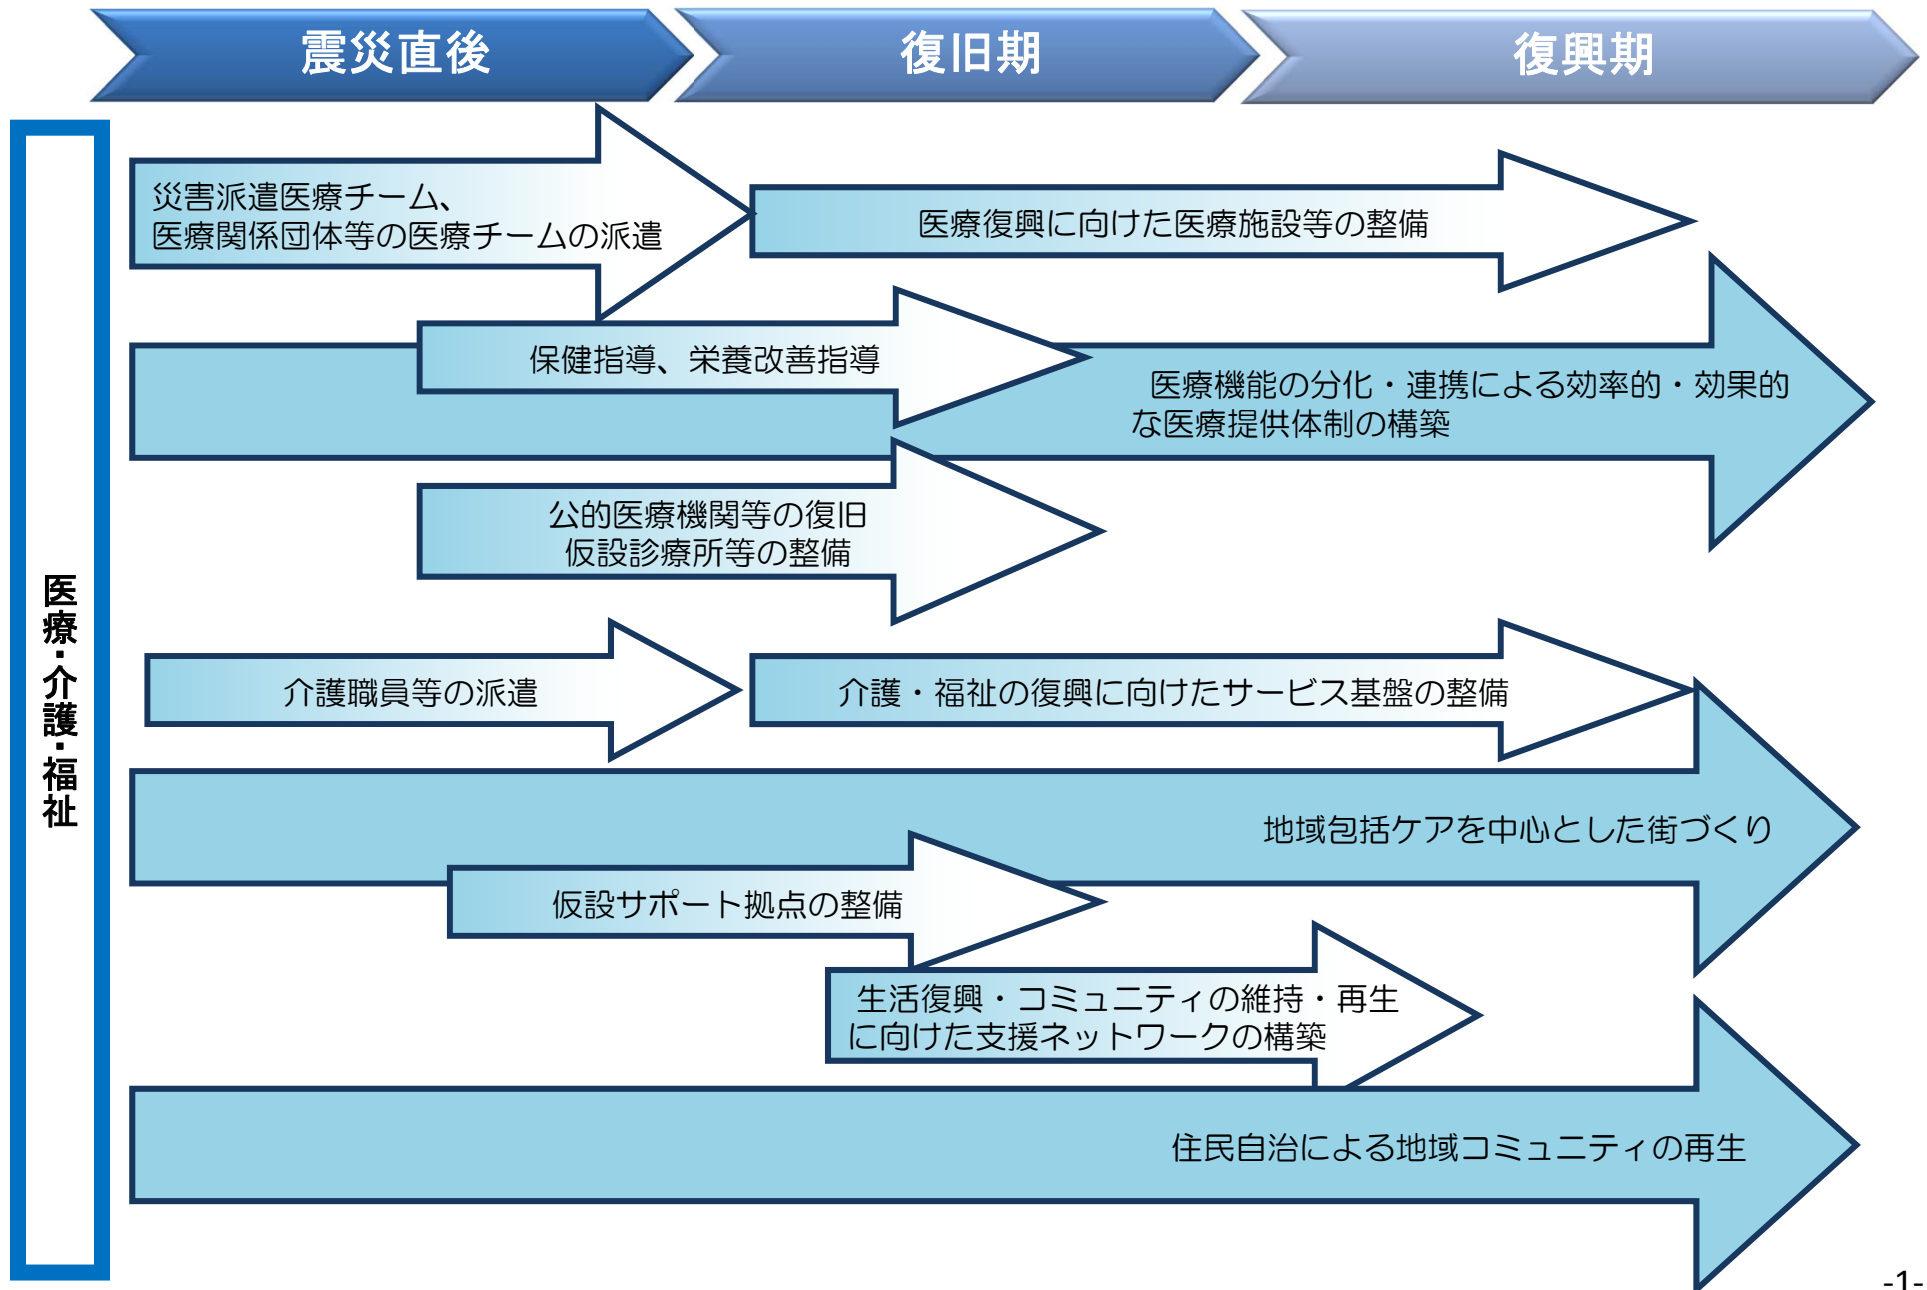 震災直後
復旧期
復興期
医療・介護・福祉
災害派遣医療チーム、
医療関係団体等の医療チームの派遣
医療復興に向けた医療施設等の整備
保健指導、栄養改善指導
医療機能の分化・連携による効率的・効果的
な医療提供体制の構築
公的医療機関等の復旧
仮設診療所等の整備
介護職員等の派遣
介護・福祉の復興に向けたサービス基盤の整備
地域包括ケアを中心とした街づくり
仮設サポート拠点の整備
生活復興・コミュニティの維持・再生
に向けた支援ネットワークの構築
住民自治による地域コミュニティの再生
-1-